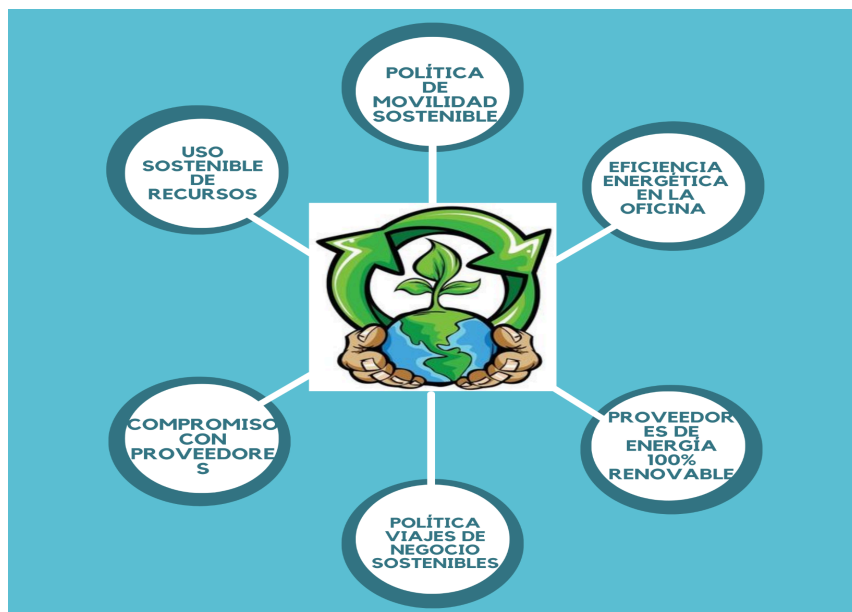 POLÍTICA
DE
MOVILIDAD
SOSTENIBLE
USO
SOSTENIBLE
DE
RECURSOS
EFICIENCIA
ENERGÉTICA
EN LA
OFICINA
COMPROMISO
CON
PROVEEDORE
S
PROVEEDOR
ES DE
ENERGÍA
100%
RENOVABLE
POLÍTICA
VIAJES DE
NEGOCIO
SOSTENIBLES